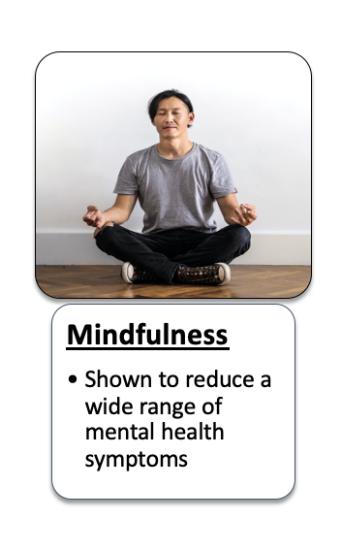 Mindfulness
• Shown to reduce a
wide range of
mental health
symptoms